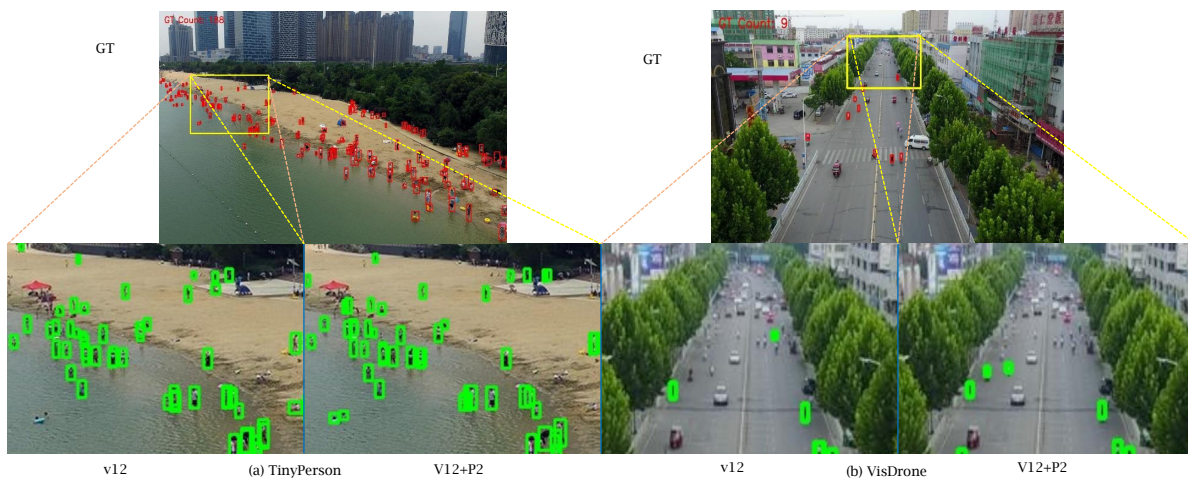 GT Count: 188
GT Count: 9
GT
GT
v12
(a) TinyPerson
V12+P2
v12
(b) VisDrone
V12+P2